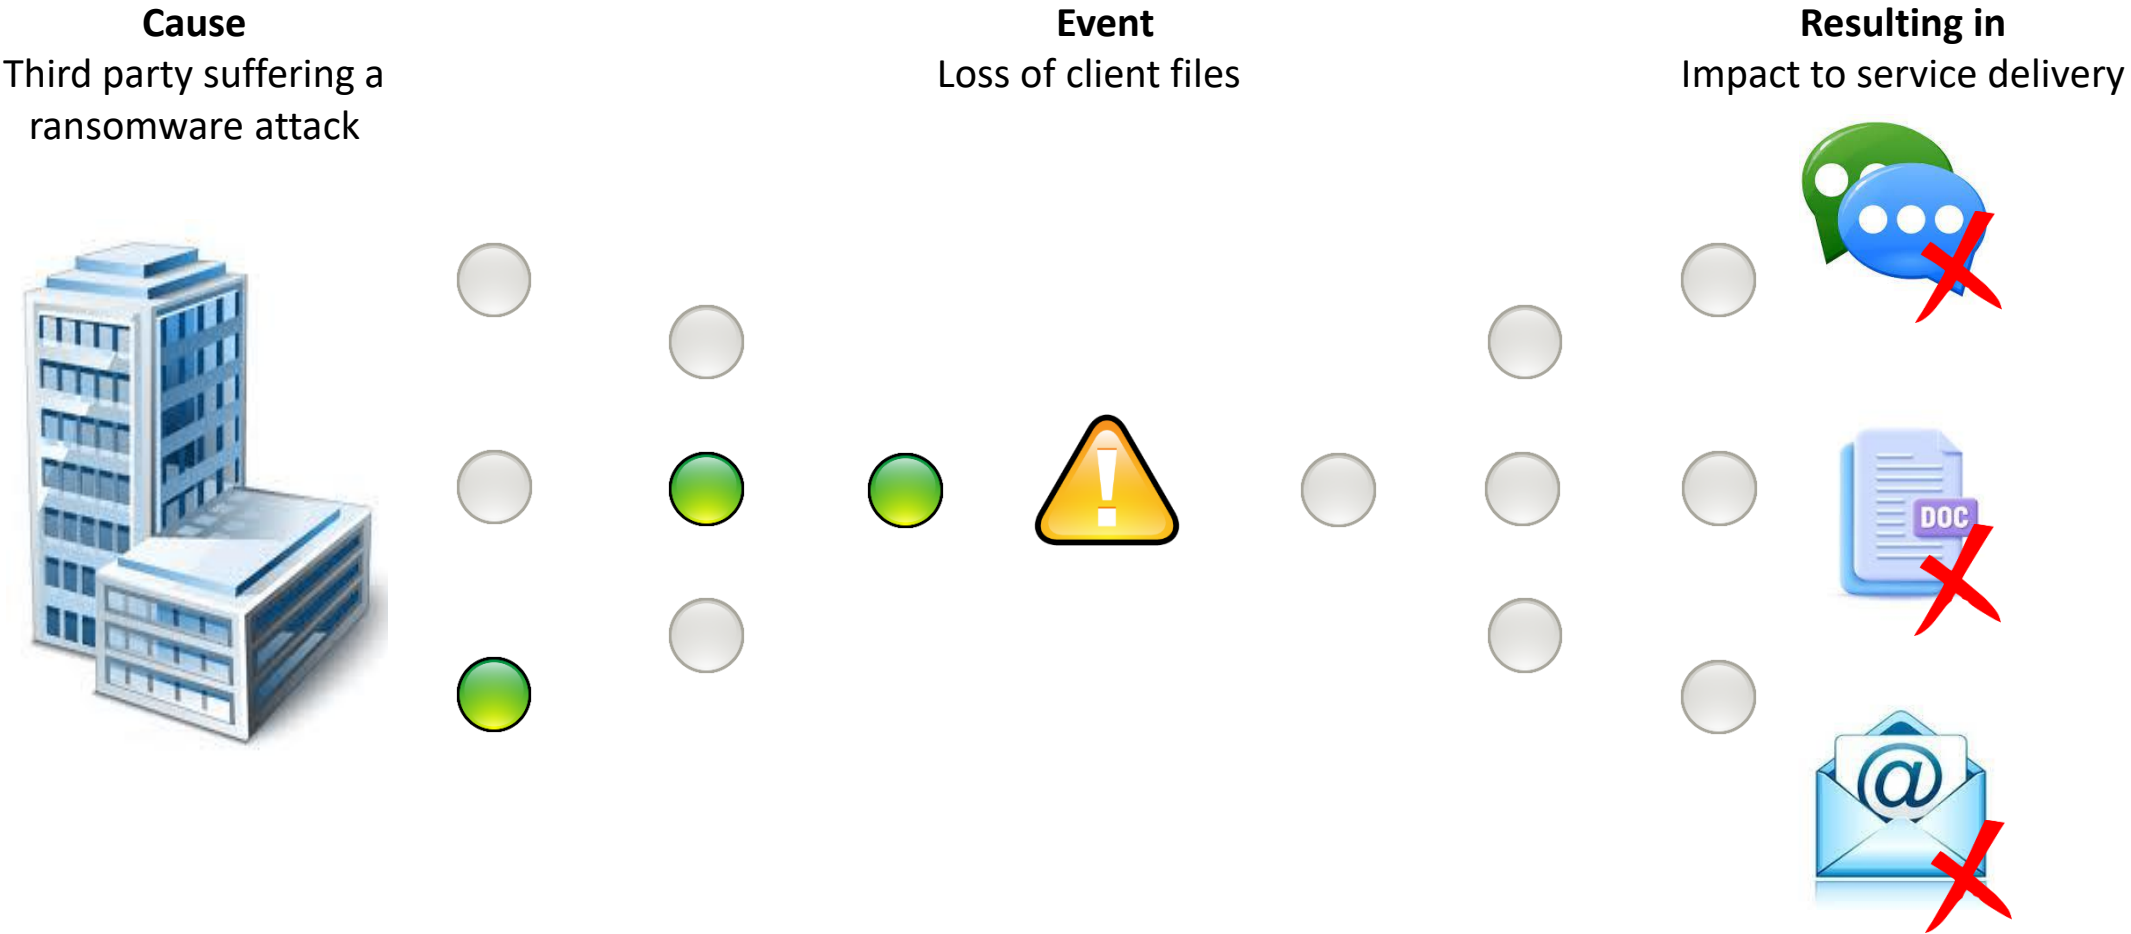 Cause
Third party suffering a
ransomware attack
Event
Loss of client files
Resulting in
Impact to service delivery
DOC
@